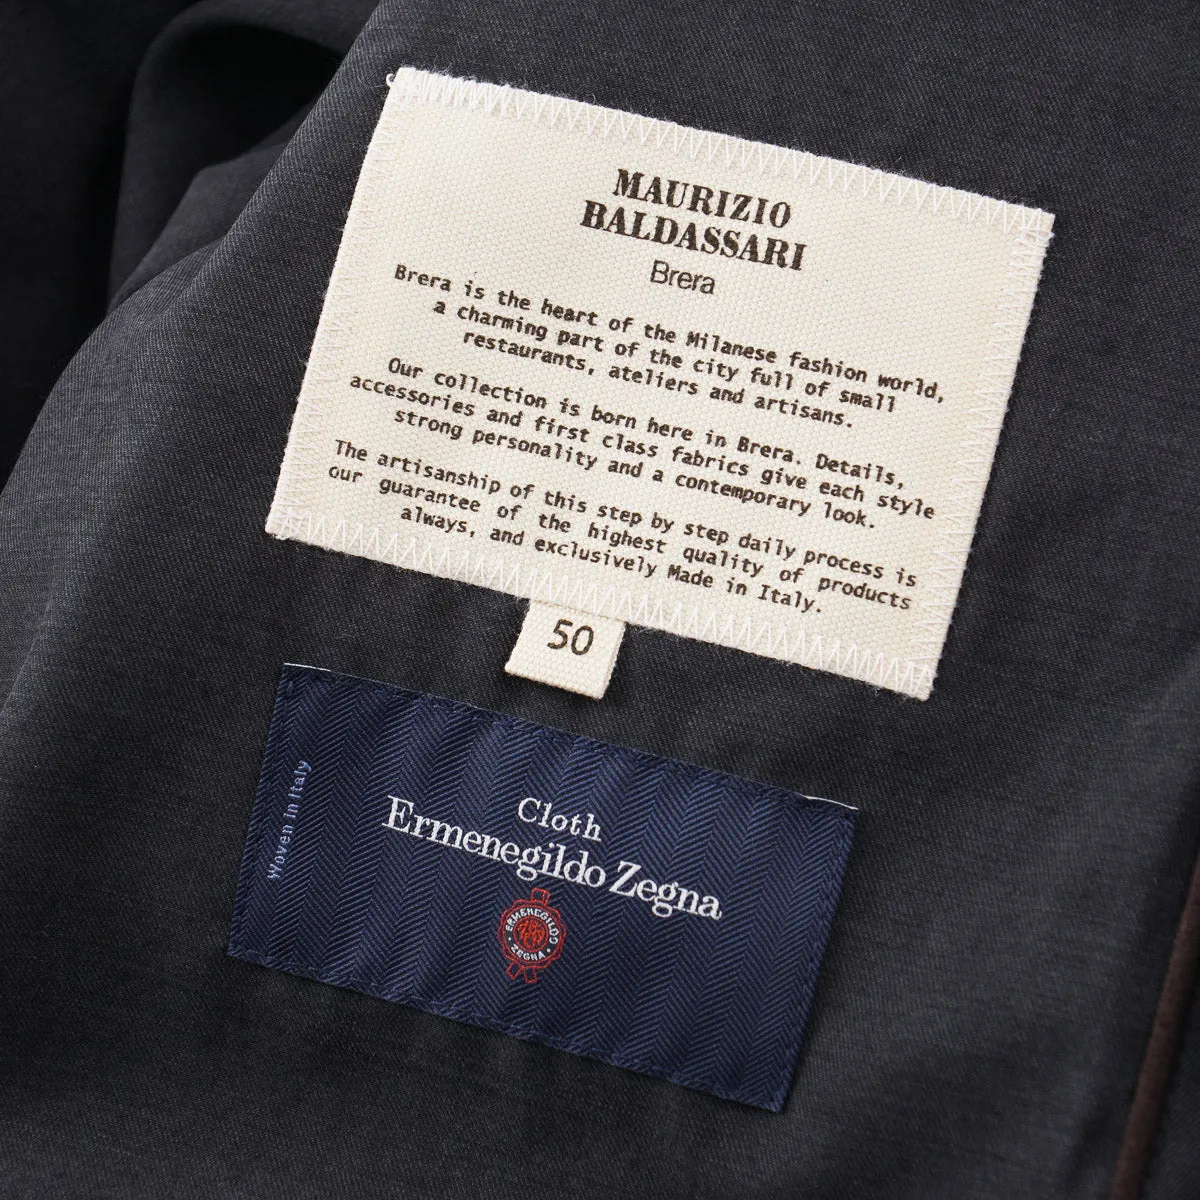 MAURIZIO
BALDASSARI
Brera
Brera is the heart of the Milanese fashion world,
a charming part of the city full of small
restaurants, ateliers and artisans.
Our collection is born here in Brera. Details,
accessories and first class fabrics give each style
strong personality and a contemporary look.
The artisanship of this step by step daily process is
our guarantee of the highest quality of products
always, and exclusively Made in Italy.
50
Woven in Italy
Cloth
Ermenegildo Zegna
ERMENEGILDO
ZEGNA